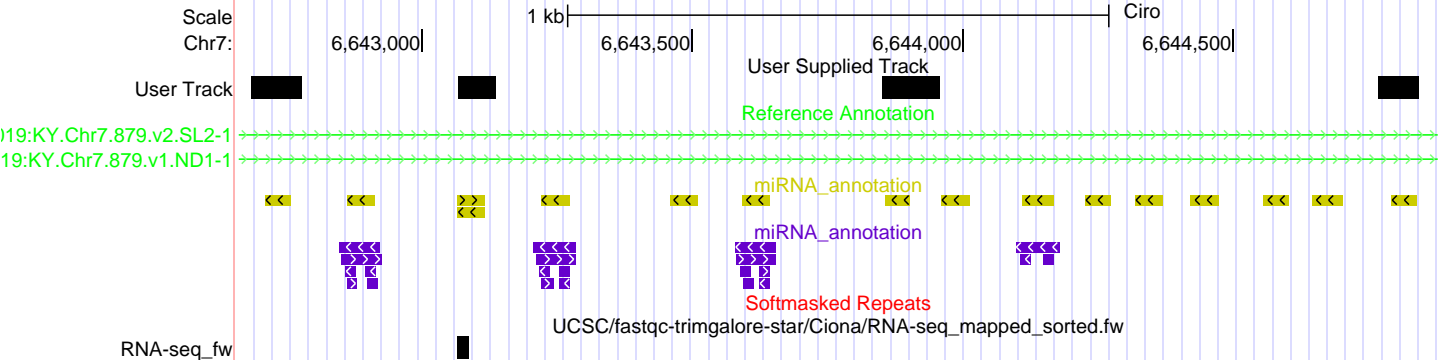 Scale 1 kb Ciro
Chr7: 6,643,000 6,643,500 6,644,000 6,644,500
User Supplied Track
User Track
Reference Annotation
19:KY.Chr7.879.v2.SL2-1
19:KY.Chr7.879.v1.ND1-1
miRNA_annotation
miRNA_annotation
Softmasked Repeats
UCSC/fastqc-trimgalore-star/Ciona/RNA-seq_mapped_sorted.fw
RNA-seq_fw